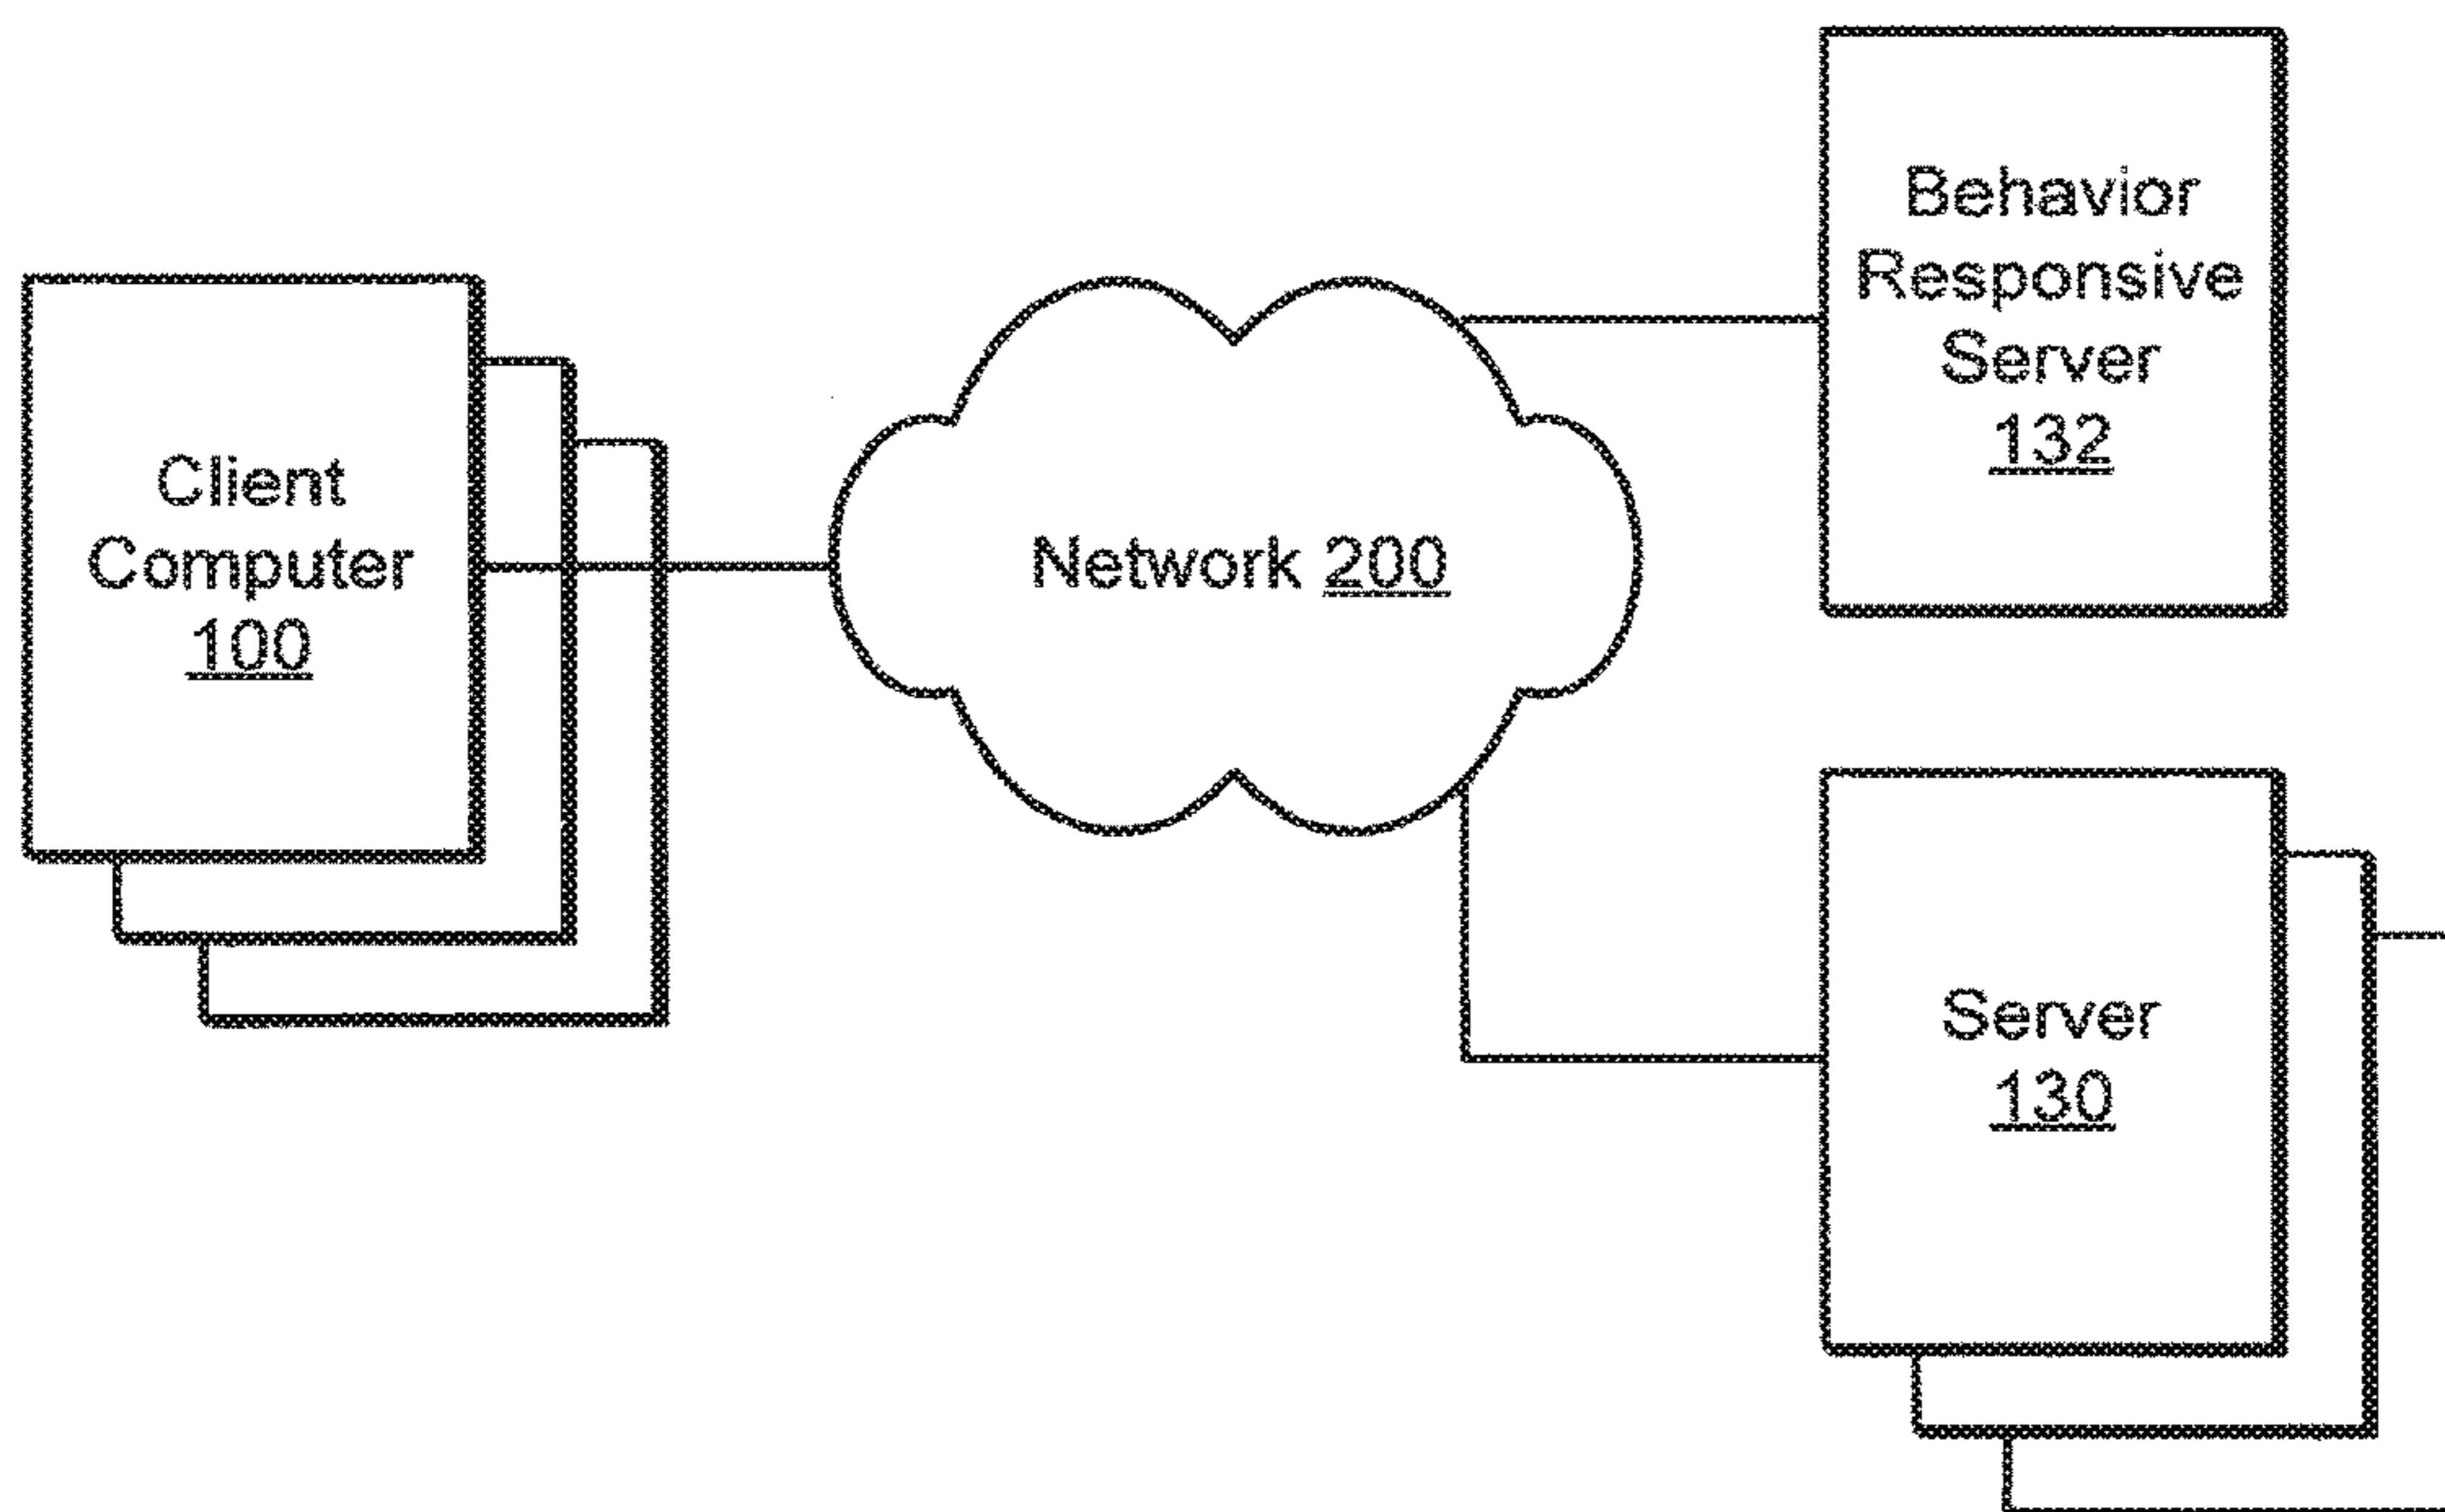 Client
Computer
100
Network 200
Behavior
Responsive
Server
132
Server
130